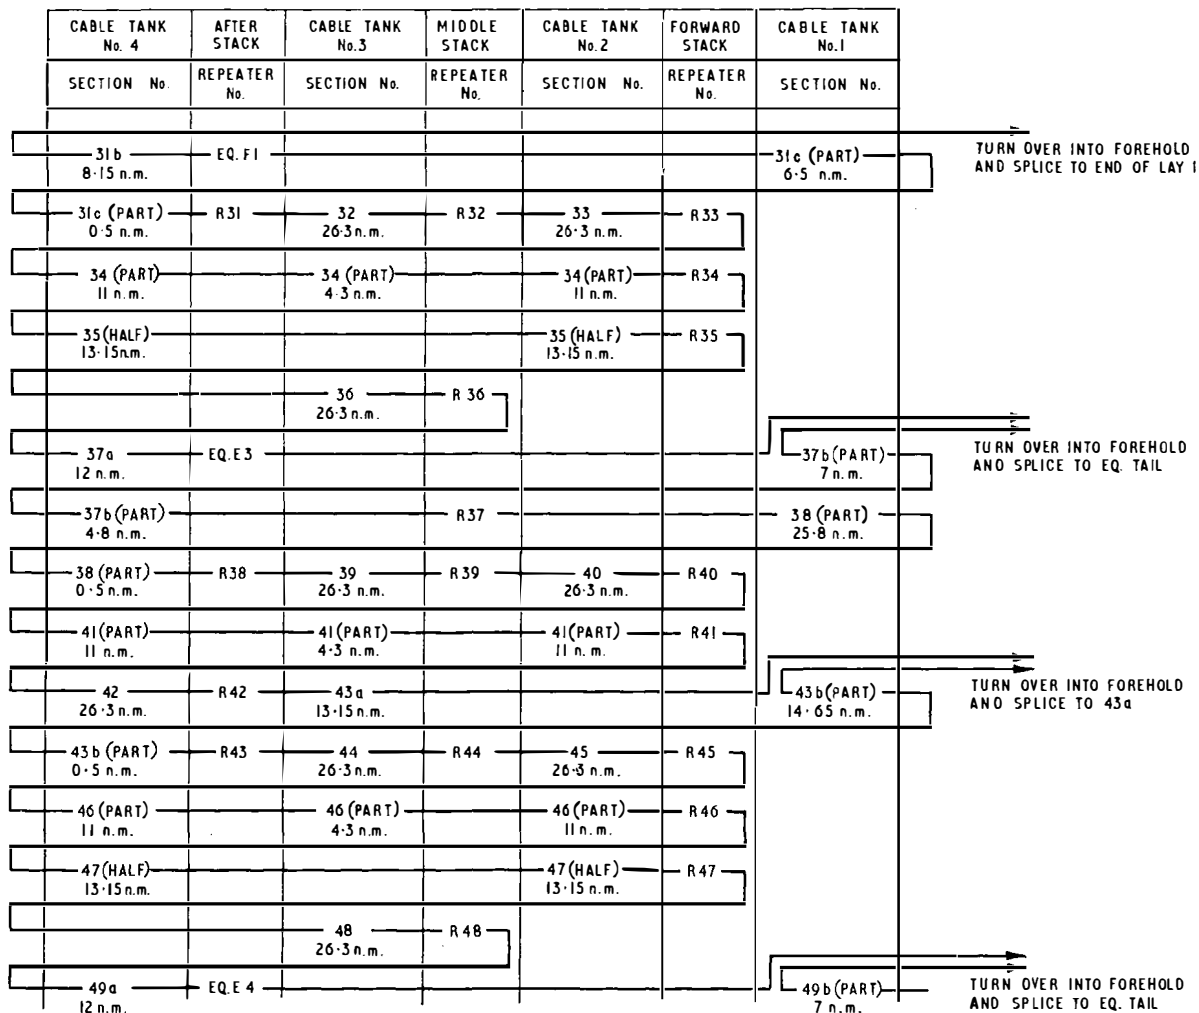 CABLE TANK No. 4
AFTER STACK
CABLE TANK No.3
MIDDLE STACK
CABLE TANK No.2
FORWARD STACK
CABLE TANK No.1
SECTION No.
REPEATER No.
SECTION No.
REPEATER No.
SECTION No.
REPEATER No.
SECTION No.
TURN OVER INTO FOREHOLD
AND SPLICE TO END OF LAY 1
31b EQ.F1 31c (PART)
8·15 n.m. 6·5 n.m.
31c (PART) R31 32 R32 33 R33
0·5 n.m. 26·3 n.m. 26·3 n.m.
34 (PART) 34 (PART) 34 (PART) R34
11 n.m. 4·3 n.m. 11 n.m.
35 (HALF) 35 (HALF) R35
13·15 n.m. 13·15 n.m.
36 R36
26·3 n.m.
TURN OVER INTO FOREHOLD
AND SPLICE TO EQ. TAIL
37a EQ.E3 37b (PART)
12 n.m. 7 n.m.
37b (PART) R37 38 (PART)
4·8 n.m. 25·8 n.m.
38 (PART) R38 39 R39 40 R40
0·5 n.m. 26·3 n.m. 26·3 n.m.
41 (PART) 41 (PART) 41 (PART) R41
11 n.m. 4·3 n.m. 11 n.m.
TURN OVER INTO FOREHOLD
AND SPLICE TO 43a
42 R42 43a 43b (PART)
26·3 n.m. 13·15 n.m. 14·65 n.m.
43b (PART) R43 44 R44 45 R45
0·5 n.m. 26·3 n.m. 26·3 n.m.
46 (PART) 46 (PART) 46 (PART) R46
11 n.m. 4·3 n.m. 11 n.m.
47 (HALF) 47 (HALF) R47
13·15 n.m. 13·15 n.m.
48 R48
26·3 n.m.
49a EQ.E4 49b (PART)
12 n.m. 7 n.m.
TURN OVER INTO FOREHOLD
AND SPLICE TO EQ. TAIL